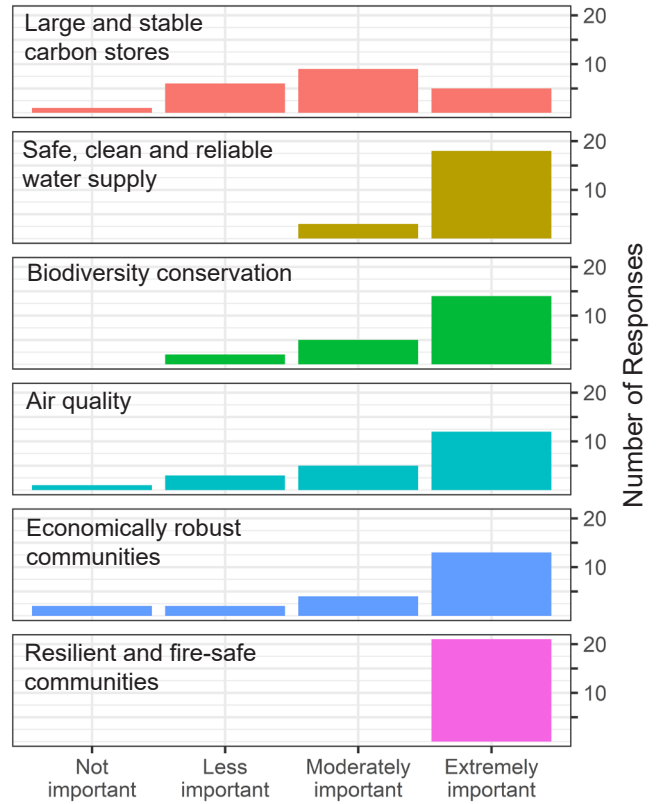 Large and stable
carbon stores
20
10
Safe, clean and reliable
water supply
20
10
Biodiversity conservation
20
10
Air quality
20
10
Economically robust
communities
20
10
Resilient and fire-safe
communities
20
10
Number of Responses
Not
important
Less
important
Moderately
important
Extremely
important